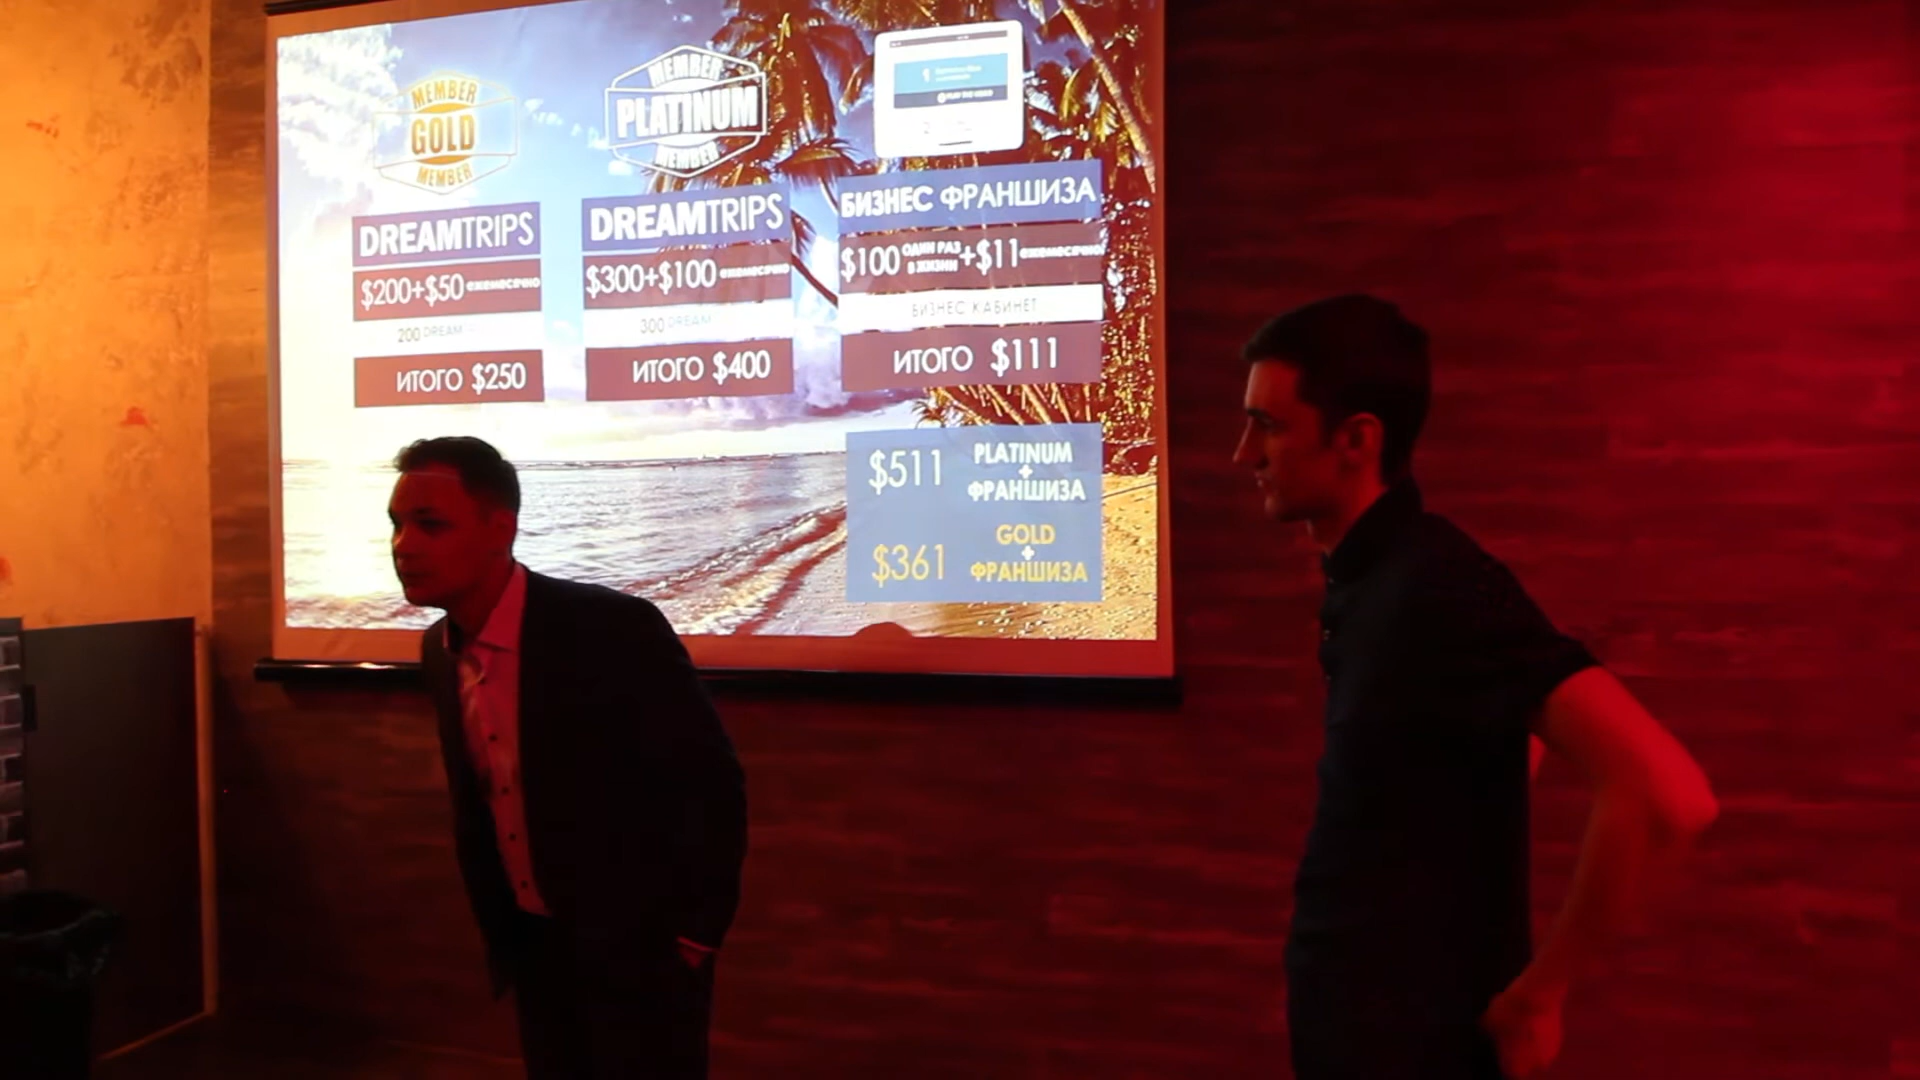 MEMBER
GOLD
MEMBER
DREAMTRIPS
$200+$50 ежемесячно
200 DREAM
ИТОГО $250
MEMBER
PLATINUM
MEMBER
DREAMTRIPS
$300+$100 ежемесячно
300 DREAM
ИТОГО $400
1
БИЗНЕС ФРАНШИЗА
$100 ОДИН РАЗ В ЖИЗНИ +$11 ежемесячно
БИЗНЕС КАБИНЕТ
ИТОГО $111
$511 PLATINUM
+
ФРАНШИЗА
$361 GOLD
+
ФРАНШИЗА